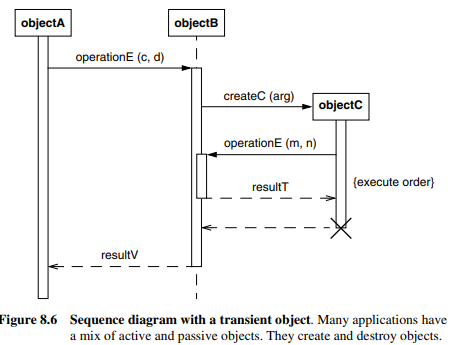 objectA
objectB
operationE (c, d)
createC (arg)
objectC
operationE (m, n)
resultT
{execute order}
resultV
Figure 8.6 Sequence diagram with a transient object. Many applications have
a mix of active and passive objects. They create and destroy objects.